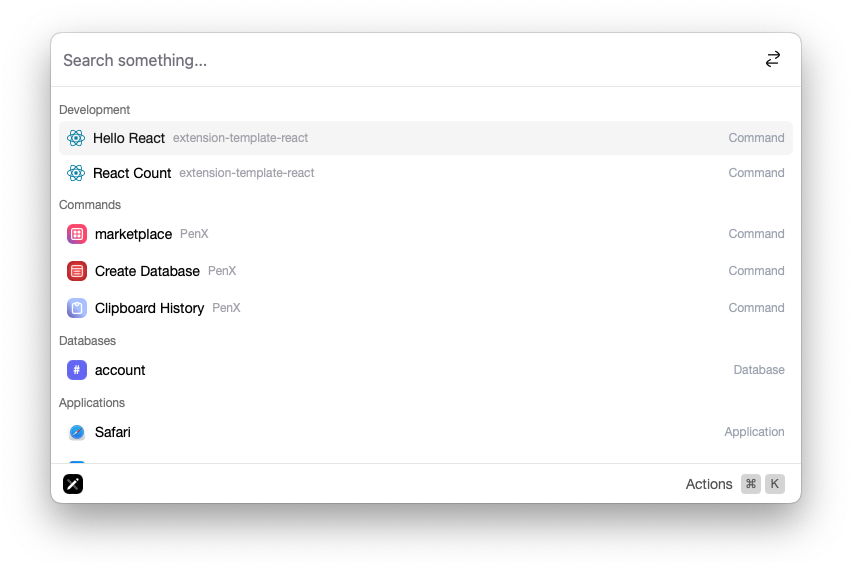 Search something...
Development
Hello React extension-template-react Command
React Count extension-template-react Command
Commands
marketplace PenX Command
Create Database PenX Command
Clipboard History PenX Command
Databases
# account Database
Applications
Safari Application
Actions ⌘ K